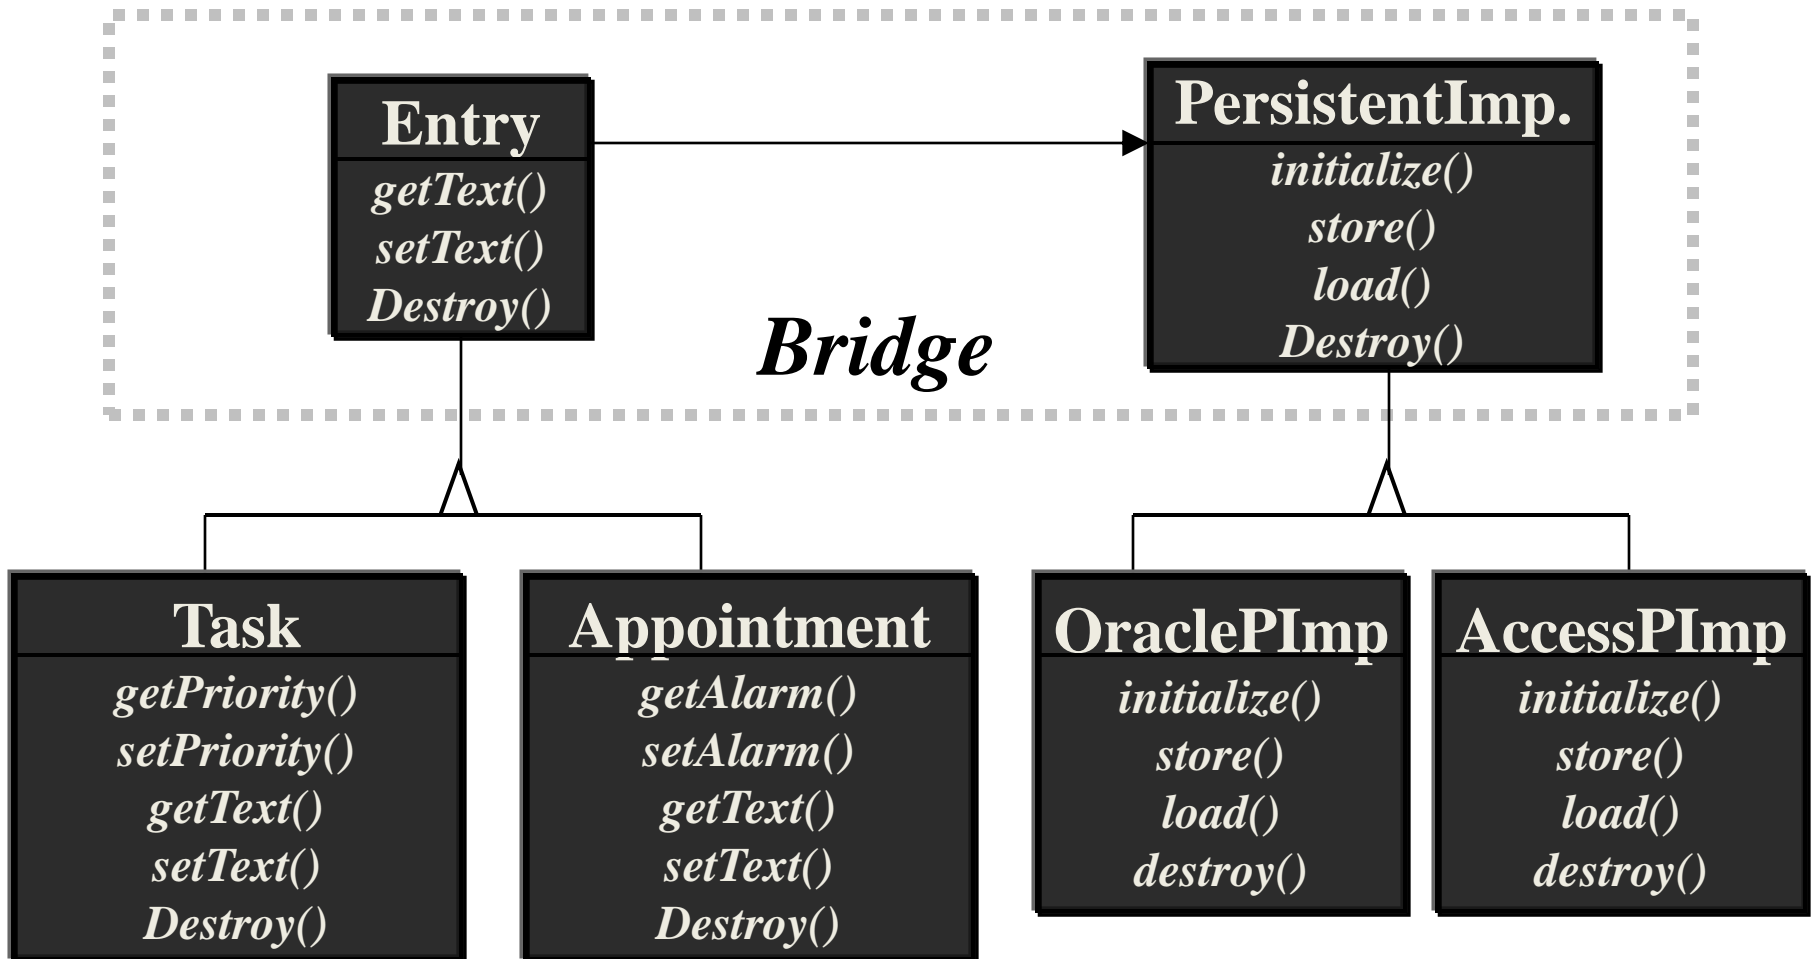 Entry
getText()
setText()
Destroy()
PersistentImp.
initialize()
store()
load()
Destroy()
Bridge
Task
getPriority()
setPriority()
getText()
setText()
Destroy()
Appointment
getAlarm()
setAlarm()
getText()
setText()
Destroy()
OraclePImp
initialize()
store()
load()
destroy()
AccessPImp
initialize()
store()
load()
destroy()